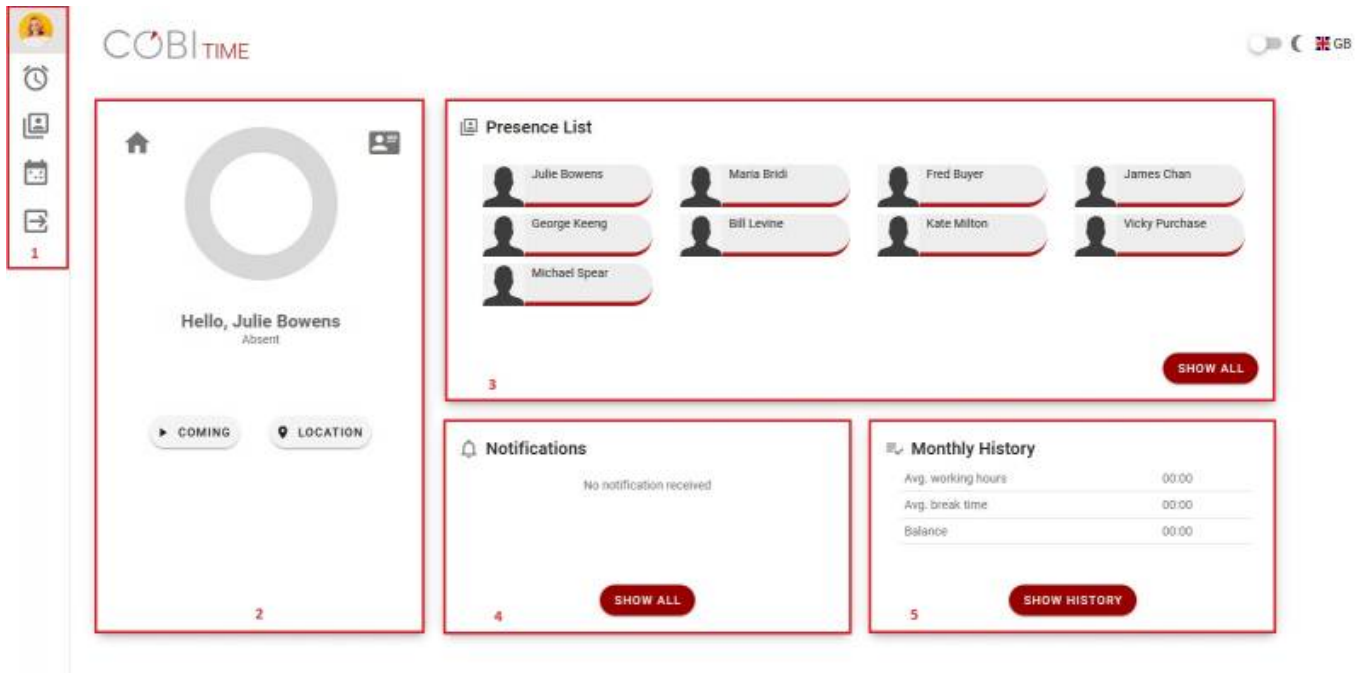 COBI TIME
GB
1
Hello, Julie Bowens
Absent
COMING
LOCATION
2
Presence List
Julie Bowens
Maria Bridi
Fred Buyer
James Chan
George Keeng
Bill Levine
Kate Milton
Vicky Purchase
Michael Spear
SHOW ALL
3
Notifications
No notification received
SHOW ALL
4
Monthly History
Avg. working hours 00:00
Avg. break time 00:00
Balance 00:00
SHOW HISTORY
5